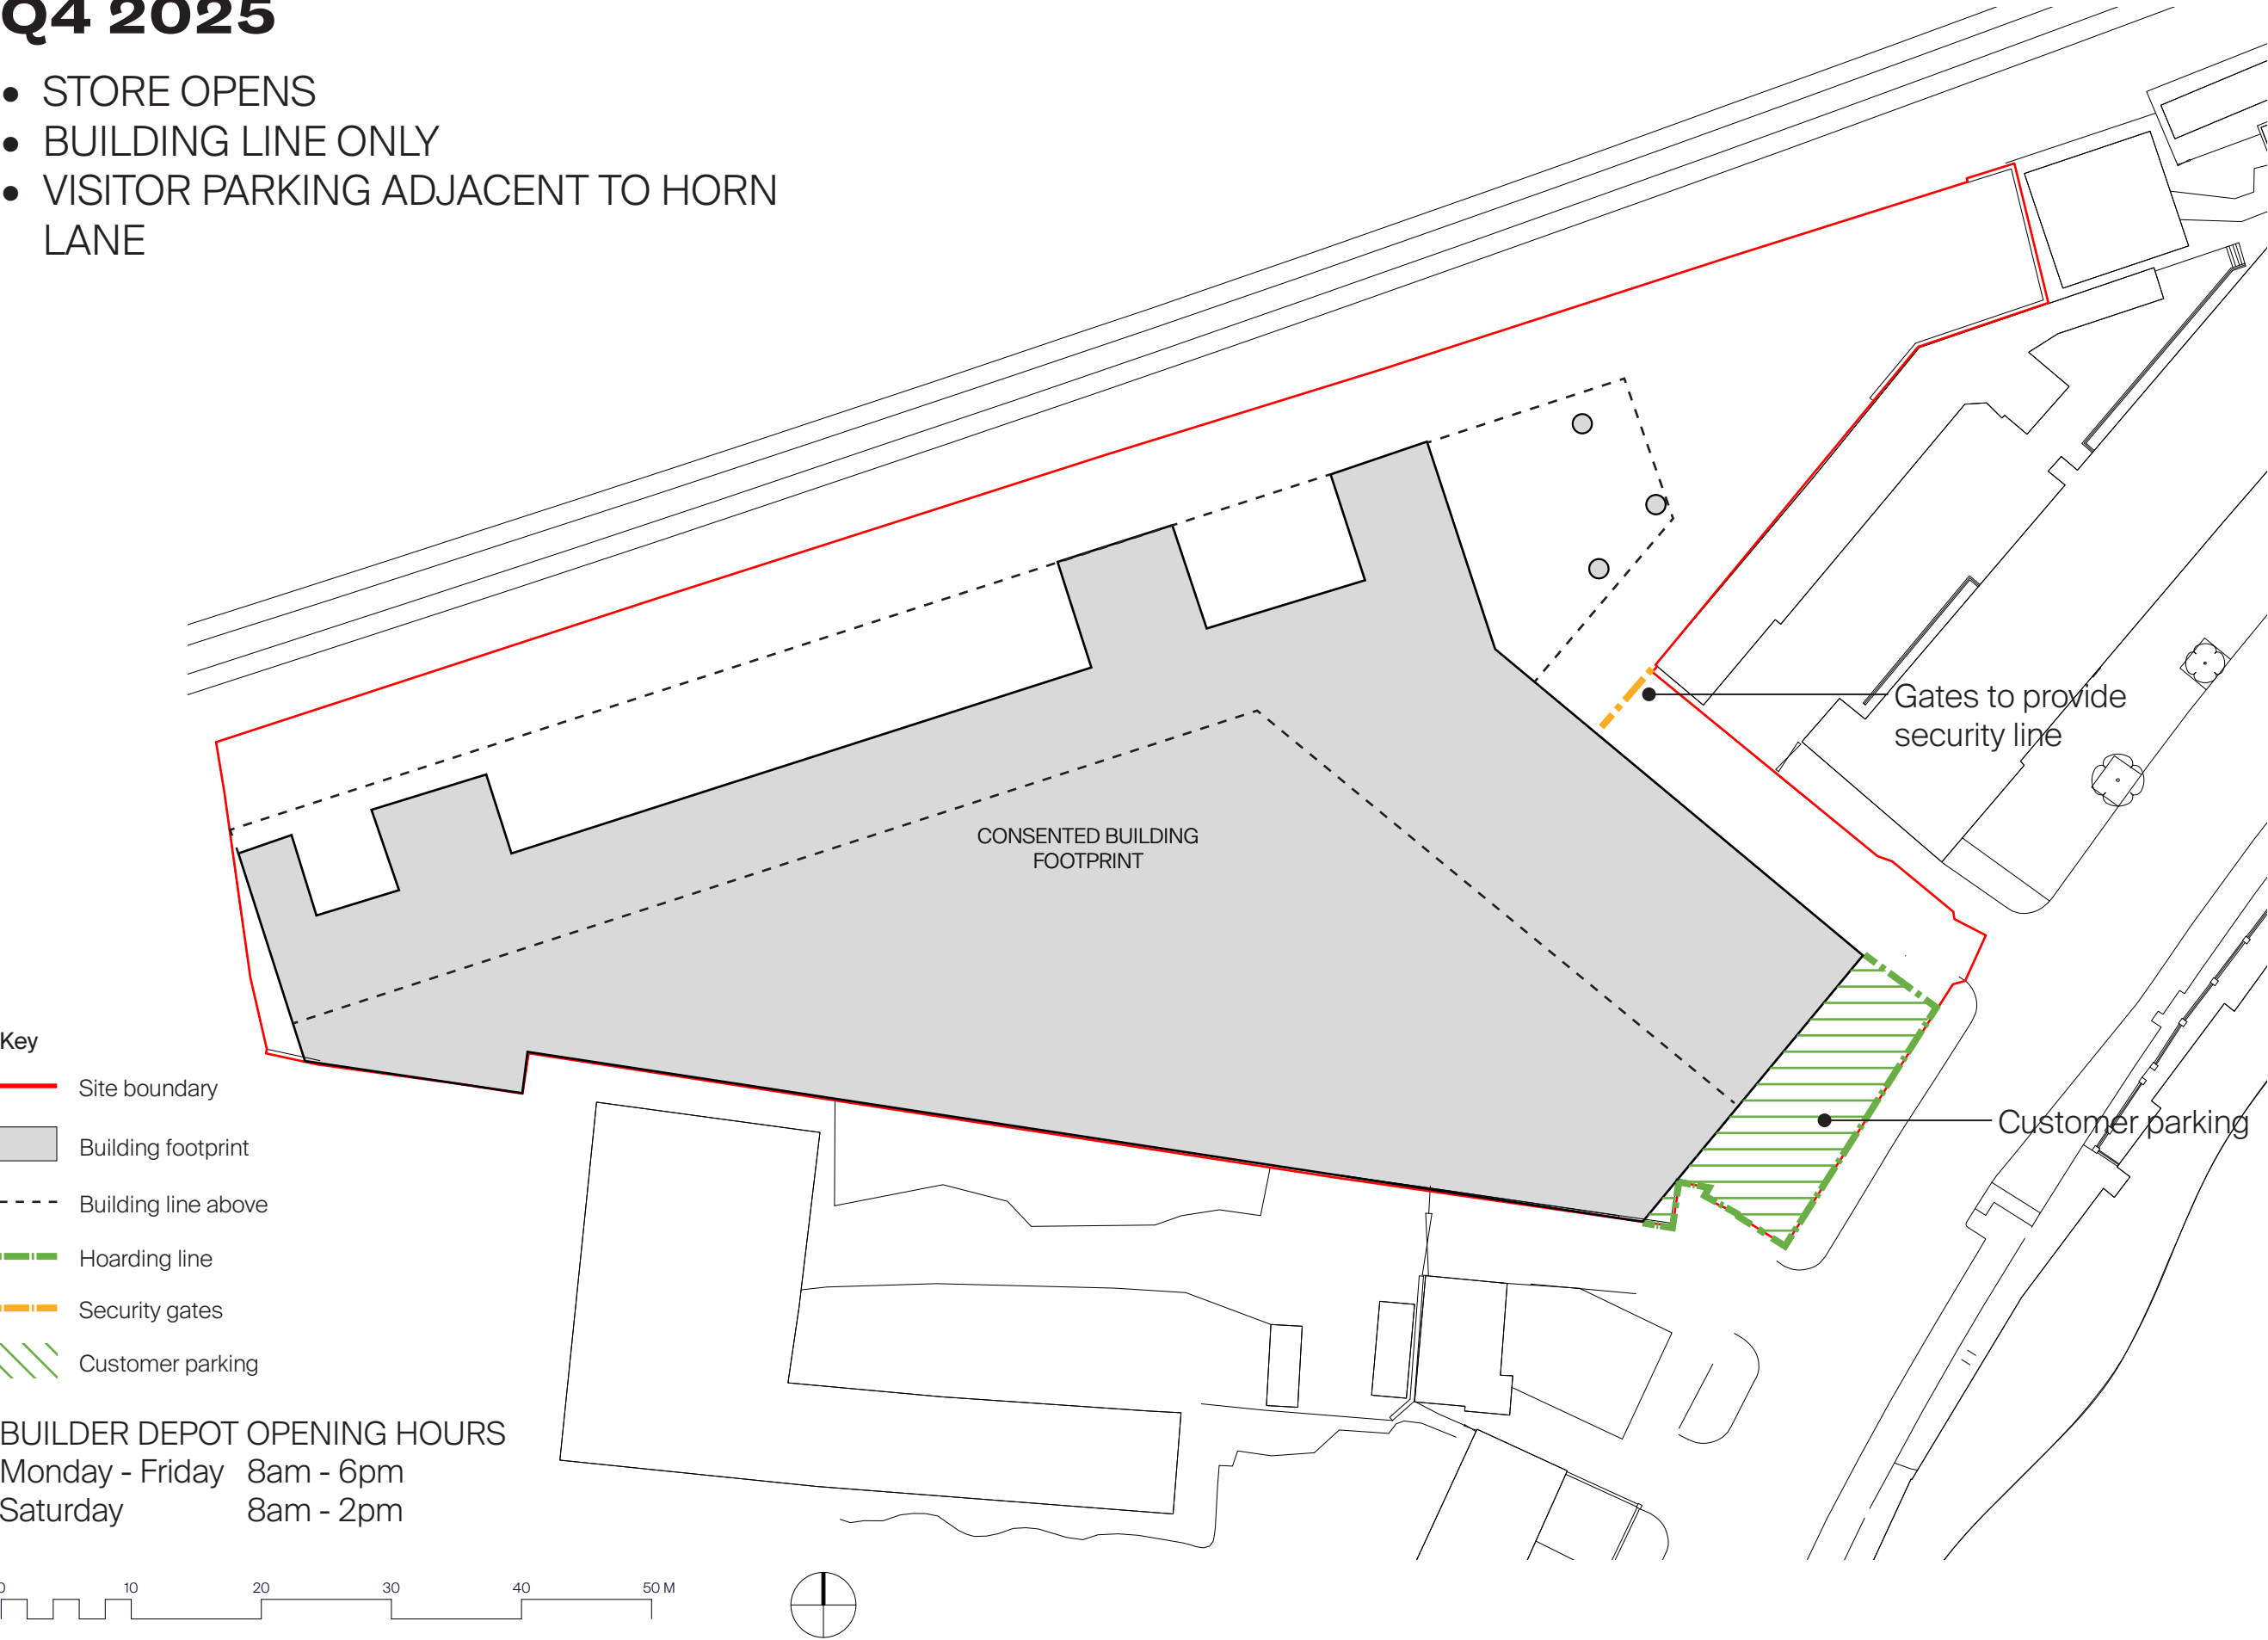 Q4 2025
• STORE OPENS
• BUILDING LINE ONLY
• VISITOR PARKING ADJACENT TO HORN
LANE
Gates to provide
security line
CONSENTED BUILDING
FOOTPRINT
Customer parking
Key
Site boundary
Building footprint
Building line above
Hoarding line
Security gates
Customer parking
BUILDER DEPOT OPENING HOURS
Monday - Friday 8am - 6pm
Saturday 8am - 2pm
0 10 20 30 40 50 M